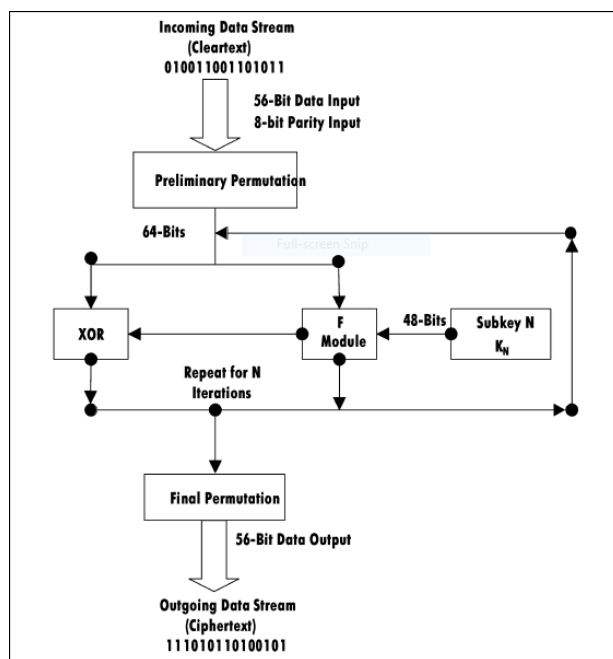 Incoming Data Stream
(Cleartext)
010011001101011
56-Bit Data Input
8-bit Parity Input
Preliminary Permutation
64-Bits
Full-screen Snip
XOR
F
Module
48-Bits
Subkey N
KN
Repeat for N
Iterations
Final Permutation
56-Bit Data Output
Outgoing Data Stream
(Ciphertext)
111010110100101